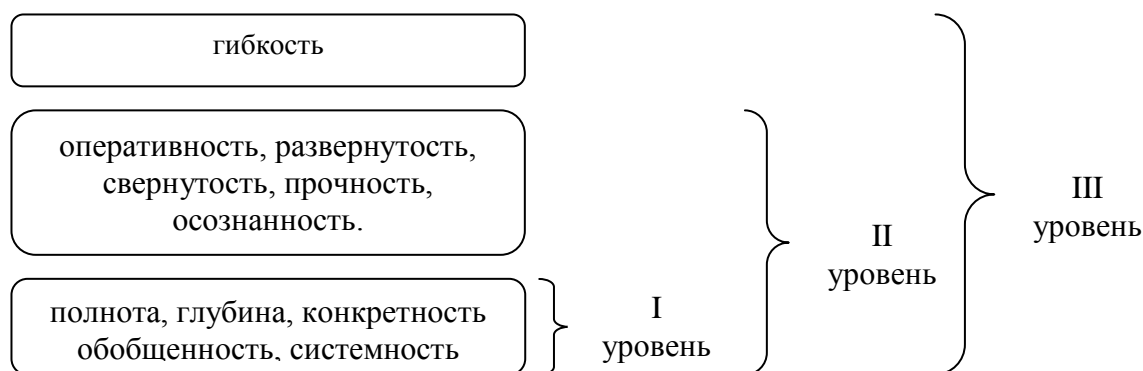 гибкость
оперативность, развернутость,
свернутость, прочность,
осознанность.
полнота, глубина, конкретность
обобщенность, системность
I
уровень
II
уровень
III
уровень